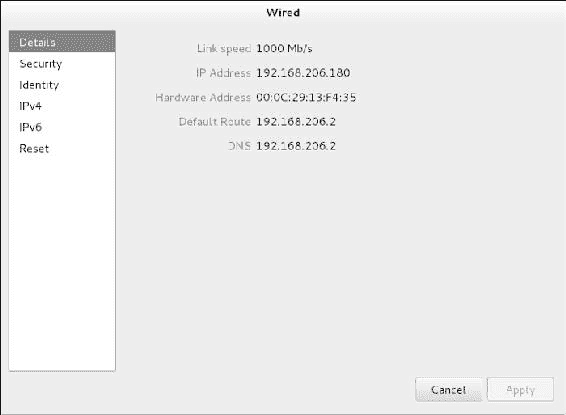 Wired
Details
Security
Identity
IPv4
IPv6
Reset
Link speed 1000 Mb/s
IP Address 192.168.206.180
Hardware Address 00:0C:29:13:F4:35
Default Route 192.168.206.2
DNS 192.168.206.2
Cancel
Apply